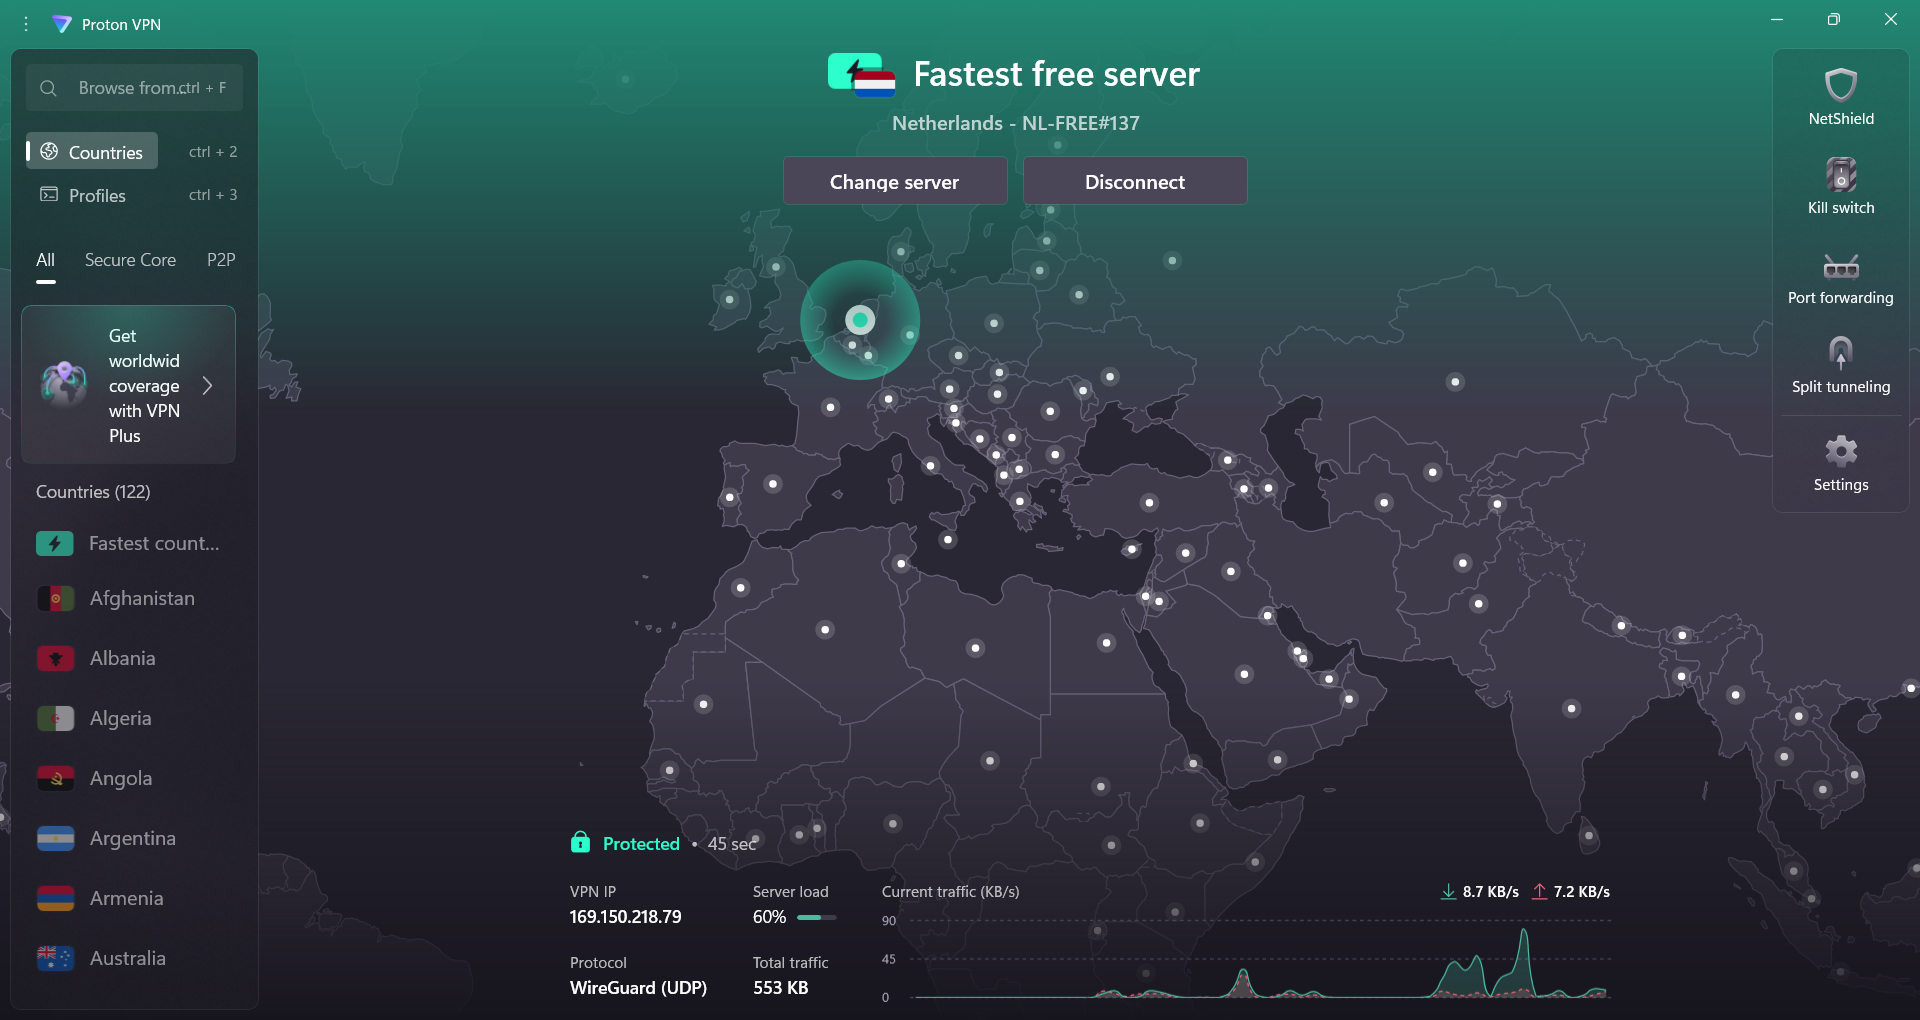 Proton VPN
Browse from...
ctrl + F
Countries
ctrl + 2
Profiles
ctrl + 3
All
Secure Core
P2P
Get
worldwid
coverage
with VPN
Plus
Countries (122)
Fastest count...
Afghanistan
Albania
Algeria
Angola
Argentina
Armenia
Australia
Fastest free server
Netherlands - NL-FREE#137
Change server
Disconnect
Protected • 45 sec
VPN IP
169.150.218.79
Server load
60%
Protocol
WireGuard (UDP)
Total traffic
553 KB
Current traffic (KB/s)
8.7 KB/s
7.2 KB/s
90
45
0
NetShield
Kill switch
Port forwarding
Split tunneling
Settings